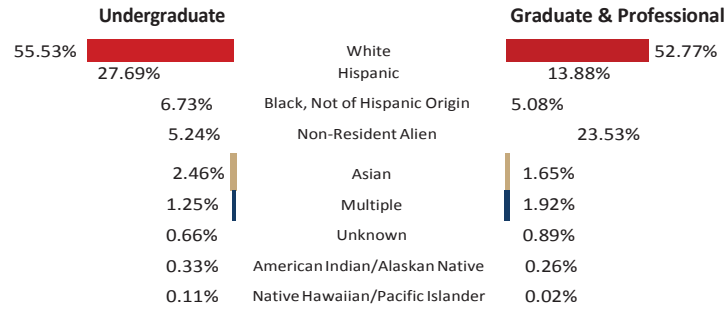 Undergraduate Graduate & Professional
55.53% White 52.77%
27.69% Hispanic 13.88%
6.73% Black, Not of Hispanic Origin 5.08%
5.24% Non-Resident Alien 23.53%
2.46% Asian 1.65%
1.25% Multiple 1.92%
0.66% Unknown 0.89%
0.33% American Indian/Alaskan Native 0.26%
0.11% Native Hawaiian/Pacific Islander 0.02%